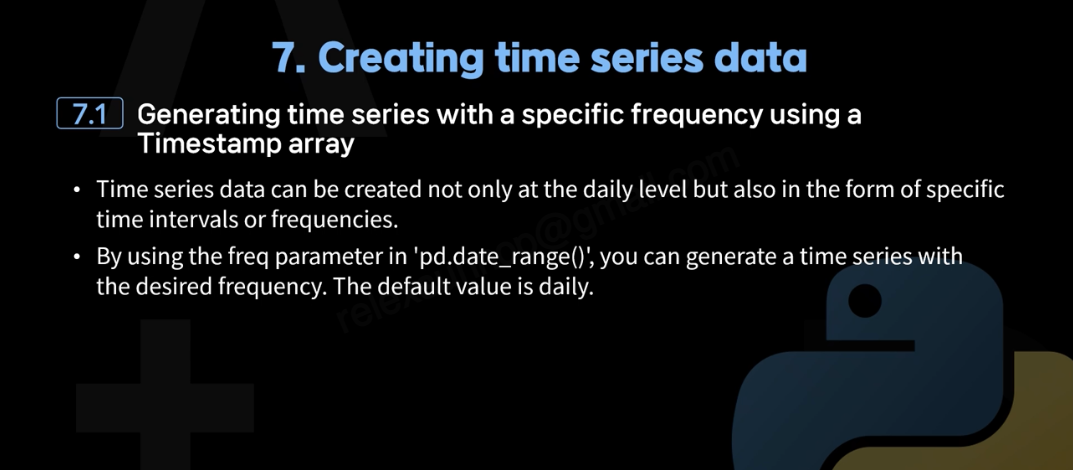 7. Creating time series data
7.1 Generating time series with a specific frequency using a
Timestamp array
• Time series data can be created not only at the daily level but also in the form of specific
time intervals or frequencies.
• By using the freq parameter in 'pd.date_range()', you can generate a time series with
the desired frequency. The default value is daily.